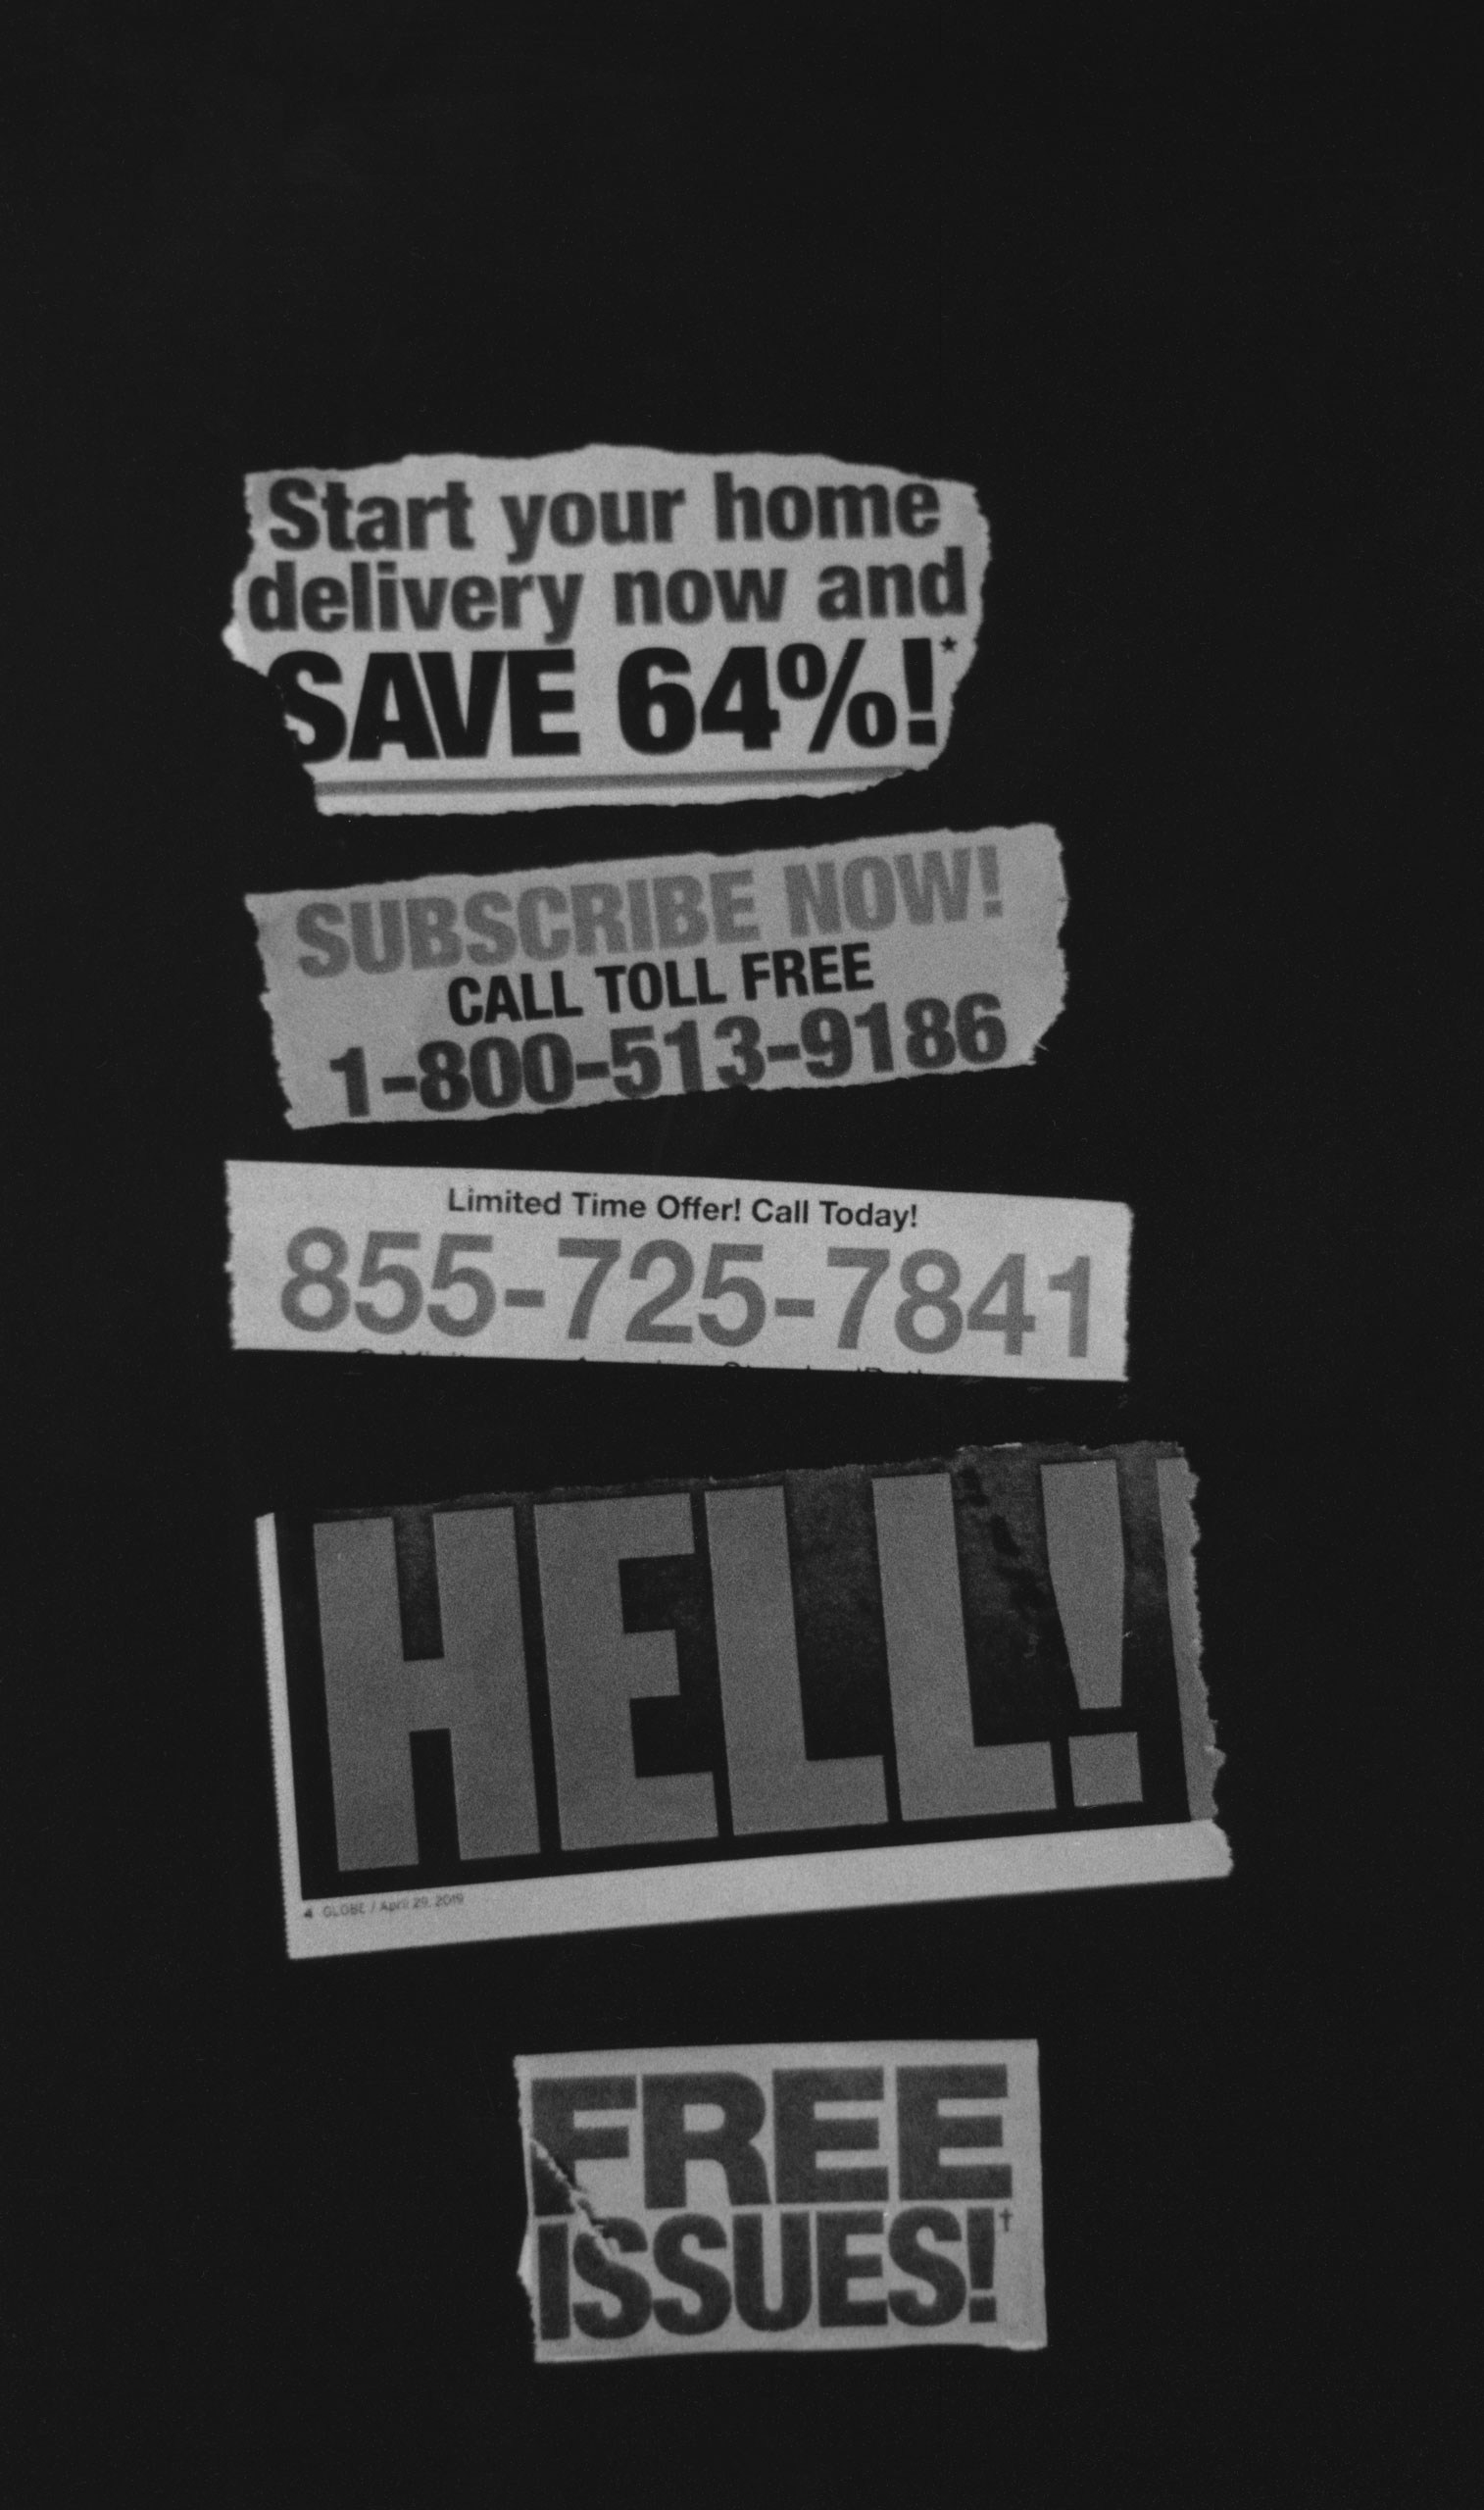 Start your home
delivery now and
SAVE 64%!*
SUBSCRIBE NOW!
CALL TOLL FREE
1-800-513-9186
Limited Time Offer! Call Today!
855-725-7841
HELL!
4 GLOBE / April 29, 2019
FREE
ISSUES!†